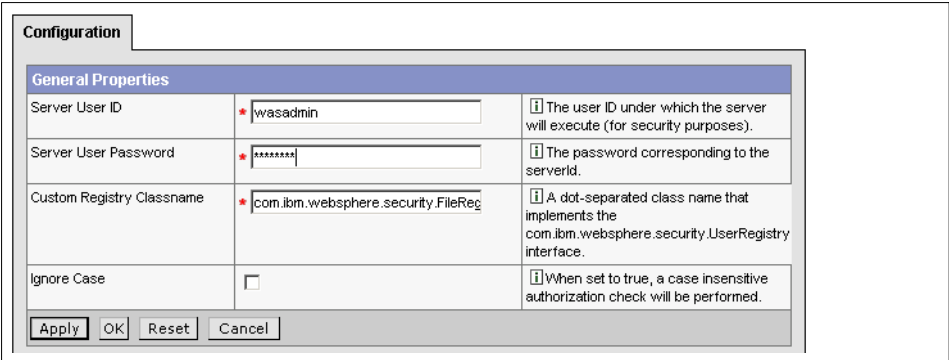 Configuration
General Properties
Server User ID
* wasadmin
i The user ID under which the server
will execute (for security purposes).
Server User Password
* ********
i The password corresponding to the
serverId.
Custom Registry Classname
* com.ibm.websphere.security.FileReg
i A dot-separated class name that
implements the
com.ibm.websphere.security.UserRegistry
interface.
Ignore Case
i When set to true, a case insensitive
authorization check will be performed.
Apply OK Reset Cancel